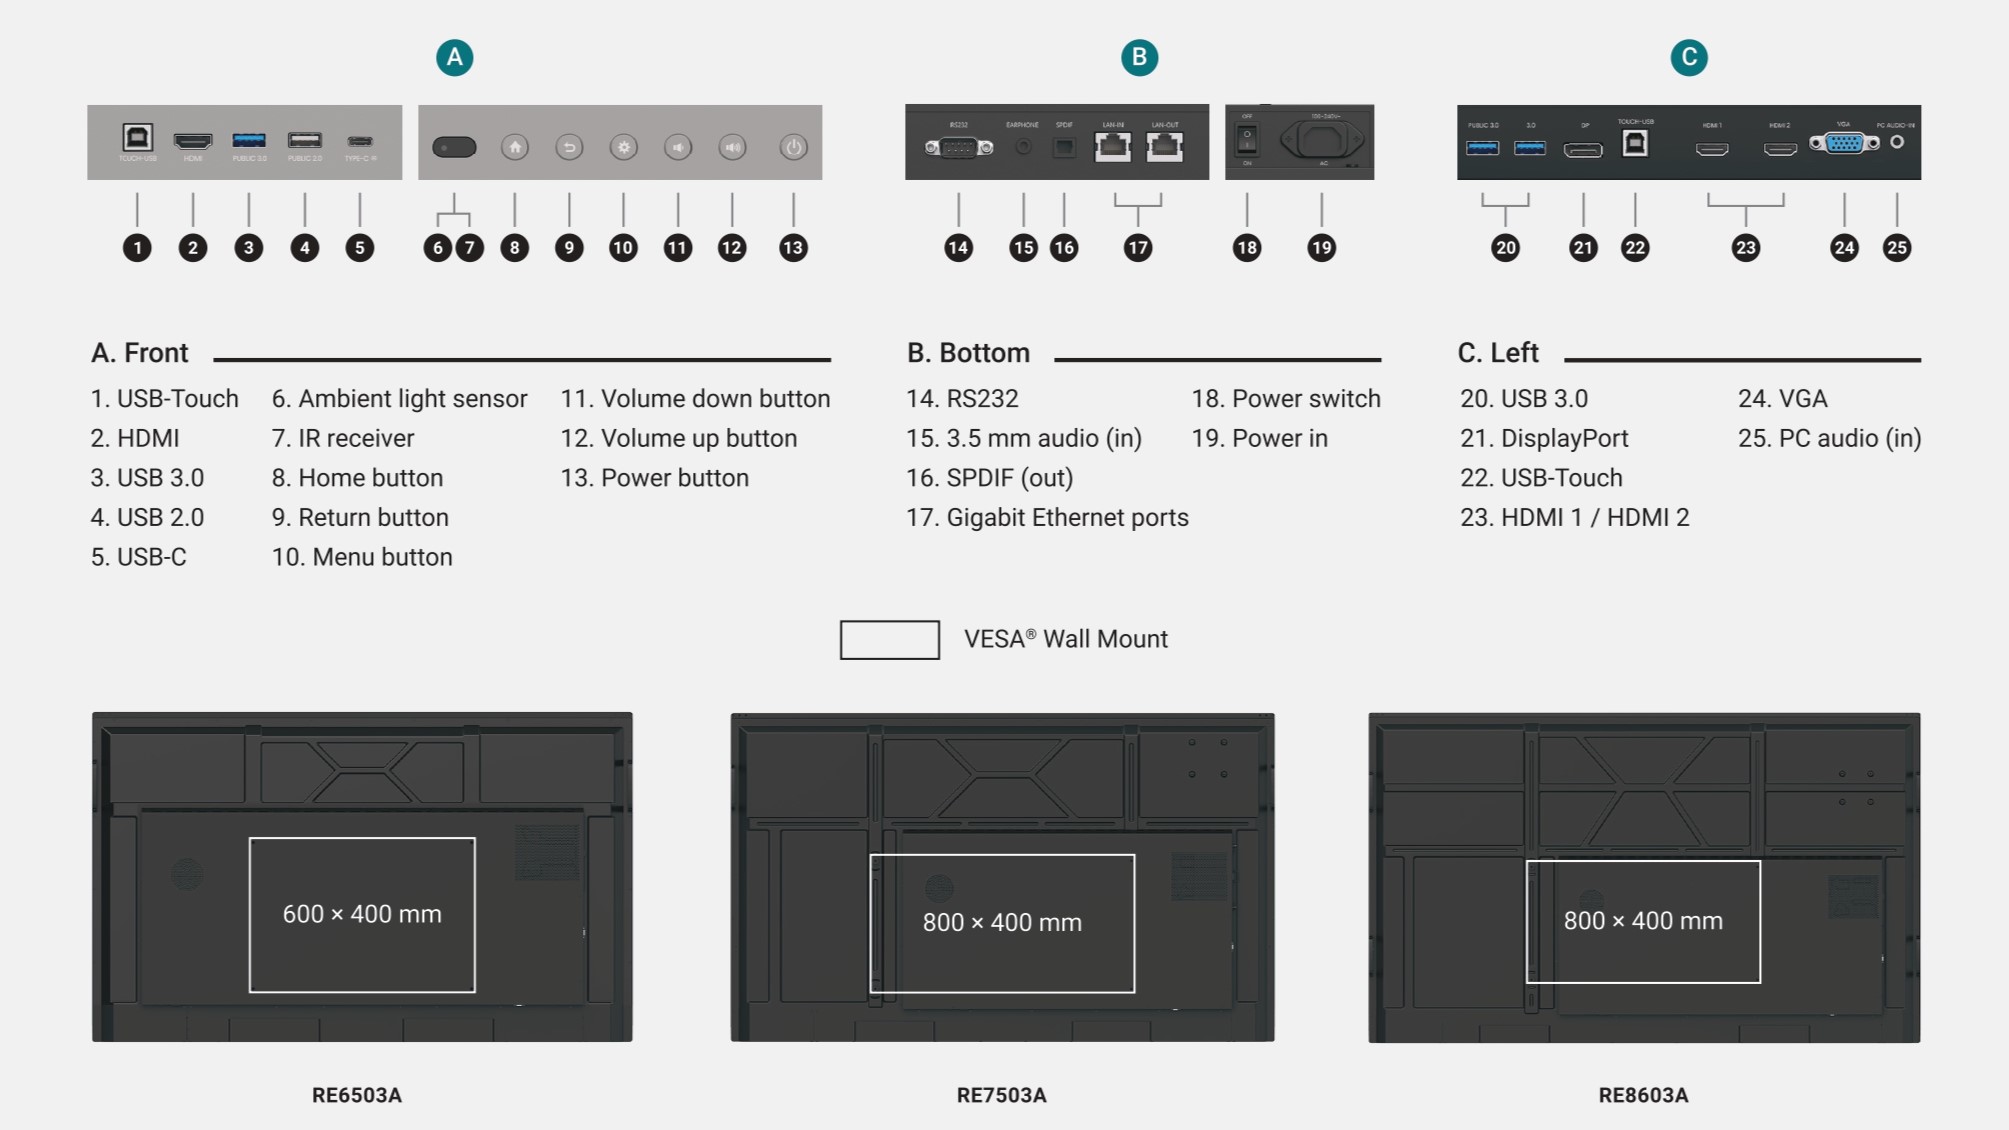 A
B
C
TOUCH-USB
HDMI
PUBLIC 3.0
PUBLIC 2.0
TYPE-C
RS232
EARPHONE
SPDIF
LAN-IN
LAN-OUT
OFF
ON
100-240V~
AC
PUBLIC 3.0
3.0
DP
TOUCH-USB
HDMI 1
HDMI 2
VGA
PC AUDIO-IN
1 2 3 4 5 6 7 8 9 10 11 12 13
14 15 16 17 18 19
20 21 22 23 24 25
A. Front
1. USB-Touch
2. HDMI
3. USB 3.0
4. USB 2.0
5. USB-C
6. Ambient light sensor
7. IR receiver
8. Home button
9. Return button
10. Menu button
11. Volume down button
12. Volume up button
13. Power button
B. Bottom
14. RS232
15. 3.5 mm audio (in)
16. SPDIF (out)
17. Gigabit Ethernet ports
18. Power switch
19. Power in
C. Left
20. USB 3.0
21. DisplayPort
22. USB-Touch
23. HDMI 1 / HDMI 2
24. VGA
25. PC audio (in)
VESA® Wall Mount
600 × 400 mm
800 × 400 mm
800 × 400 mm
RE6503A
RE7503A
RE8603A